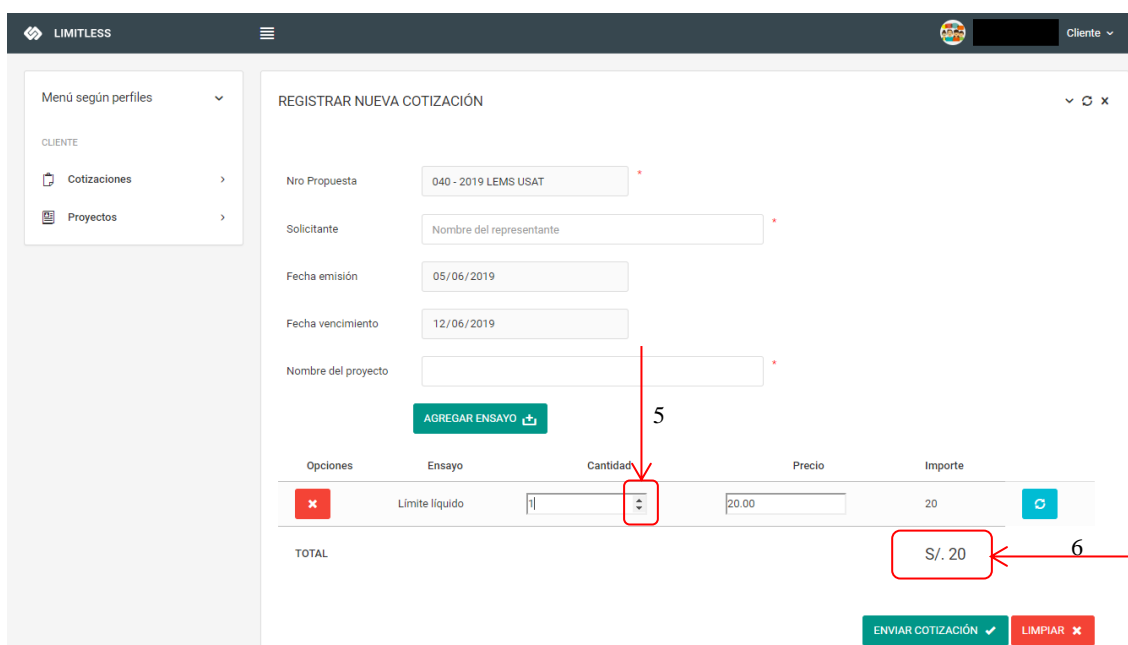 LIMITLESS
Cliente
Menú según perfiles
CLIENTE
Cotizaciones
Proyectos
REGISTRAR NUEVA COTIZACIÓN
Nro Propuesta 040 - 2019 LEMS USAT *
Solicitante Nombre del representante *
Fecha emisión 05/06/2019
Fecha vencimiento 12/06/2019
Nombre del proyecto *
AGREGAR ENSAYO
5
Opciones Ensayo Cantidad Precio Importe
Límite líquido 1 20.00 20
TOTAL S/. 20
6
ENVIAR COTIZACIÓN LIMPIAR